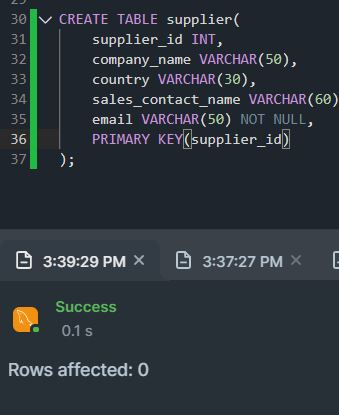 30 CREATE TABLE supplier(
31 supplier_id INT,
32 company_name VARCHAR(50),
33 country VARCHAR(30),
34 sales_contact_name VARCHAR(60)
35 email VARCHAR(50) NOT NULL,
36 PRIMARY KEY(supplier_id)
37 );
3:39:29 PM 3:37:27 PM
Success
0.1 s
Rows affected: 0